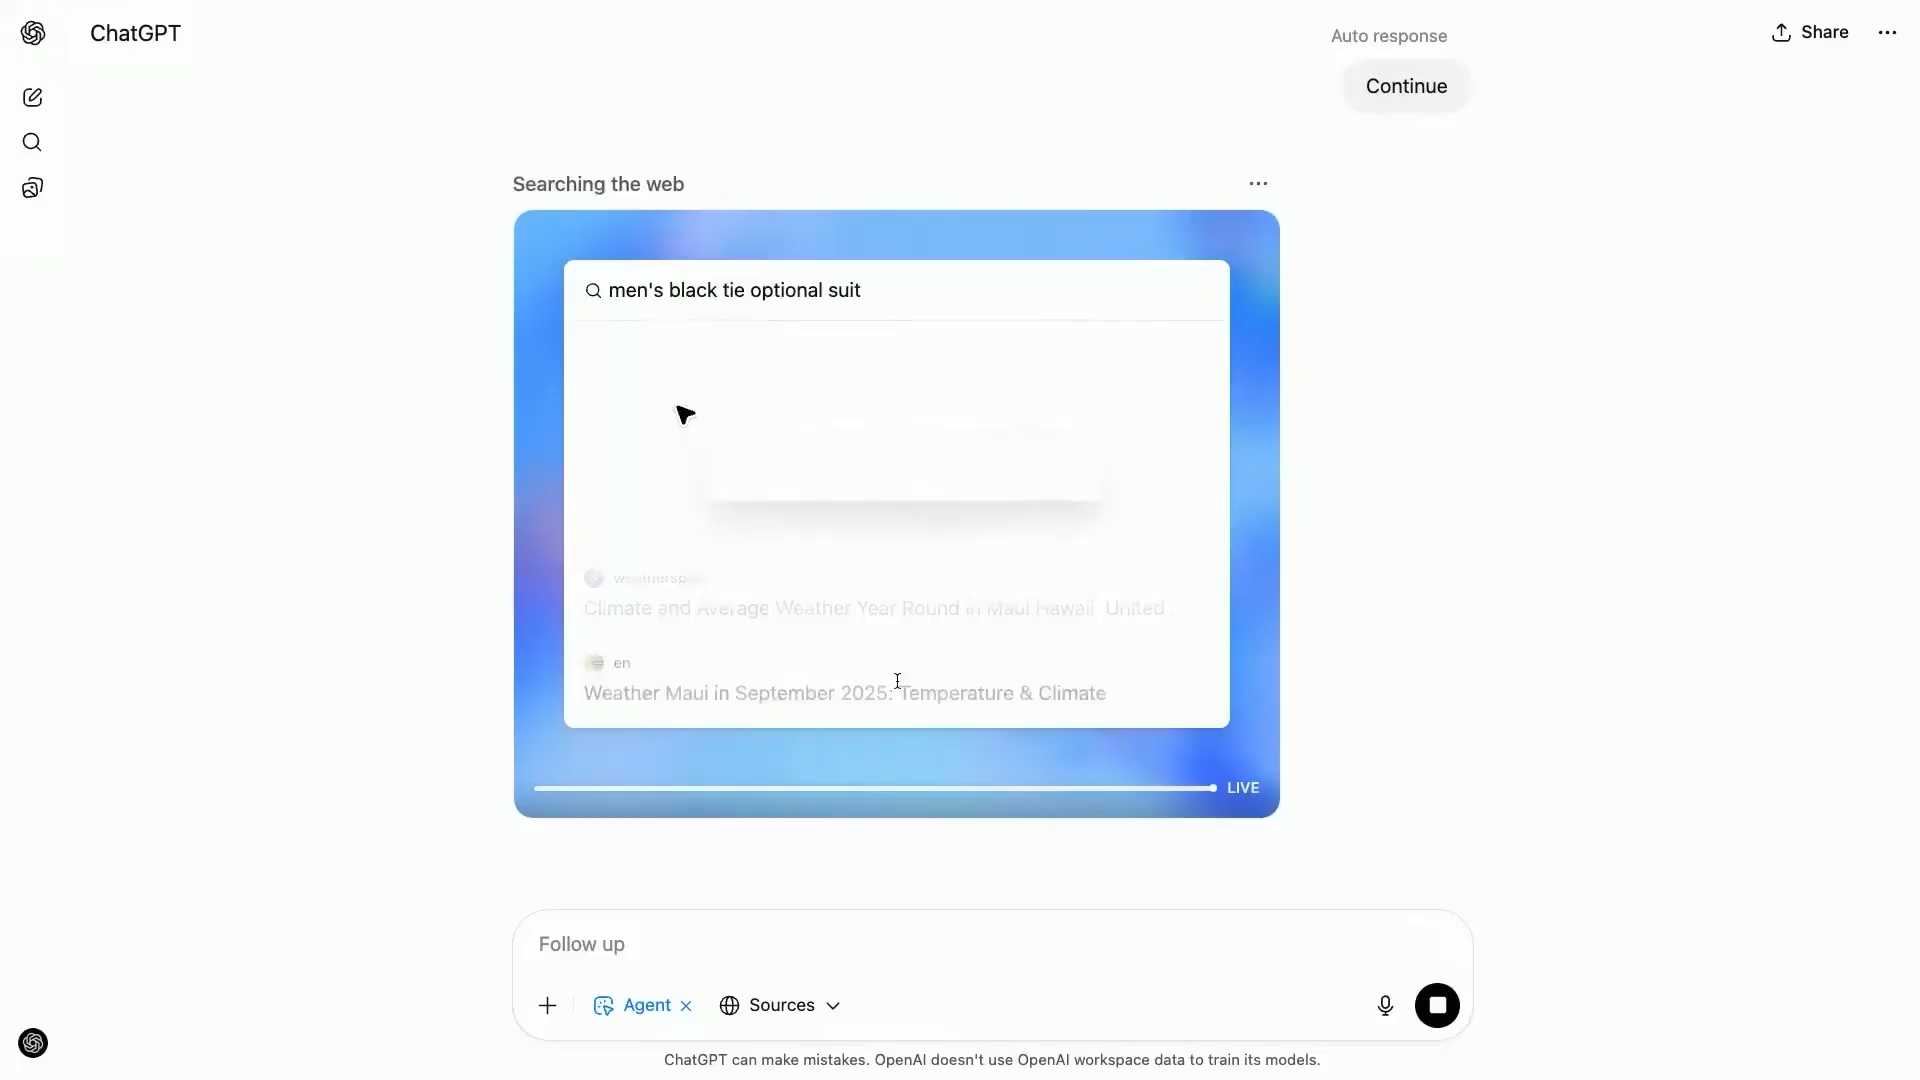 ChatGPT
Auto response
Share
Continue
Searching the web
men's black tie optional suit
Climate and Average Weather Year Round in Maui Hawaii United ...
en
Weather Maui in September 2025: Temperature & Climate
LIVE
Follow up
Agent
Sources
ChatGPT can make mistakes. OpenAI doesn't use OpenAI workspace data to train its models.